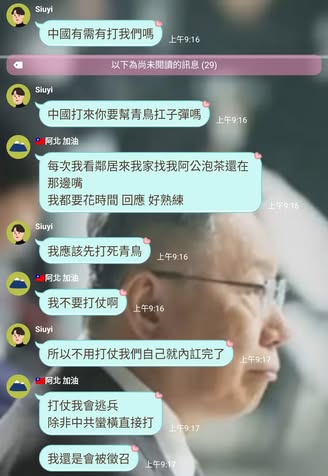 Siuyi
中國有需有打我們嗎
上午9:16
以下為尚未閱讀的訊息 (29)
Siuyi
中國打來你要幫青鳥扛子彈嗎
上午9:16
🇹🇼阿北 加油
每次我看鄰居來我家找我阿公泡茶還在
那邊嘴
我都要花時間 回應 好熟練
上午9:16
Siuyi
我應該先打死青鳥
上午9:16
🇹🇼阿北 加油
我不要打仗啊
上午9:16
Siuyi
所以不用打仗我們自己就內訌完了
上午9:17
🇹🇼阿北 加油
打仗我會逃兵
除非中共蠻橫直接打
上午9:17
我還是會被徵召
上午9:17